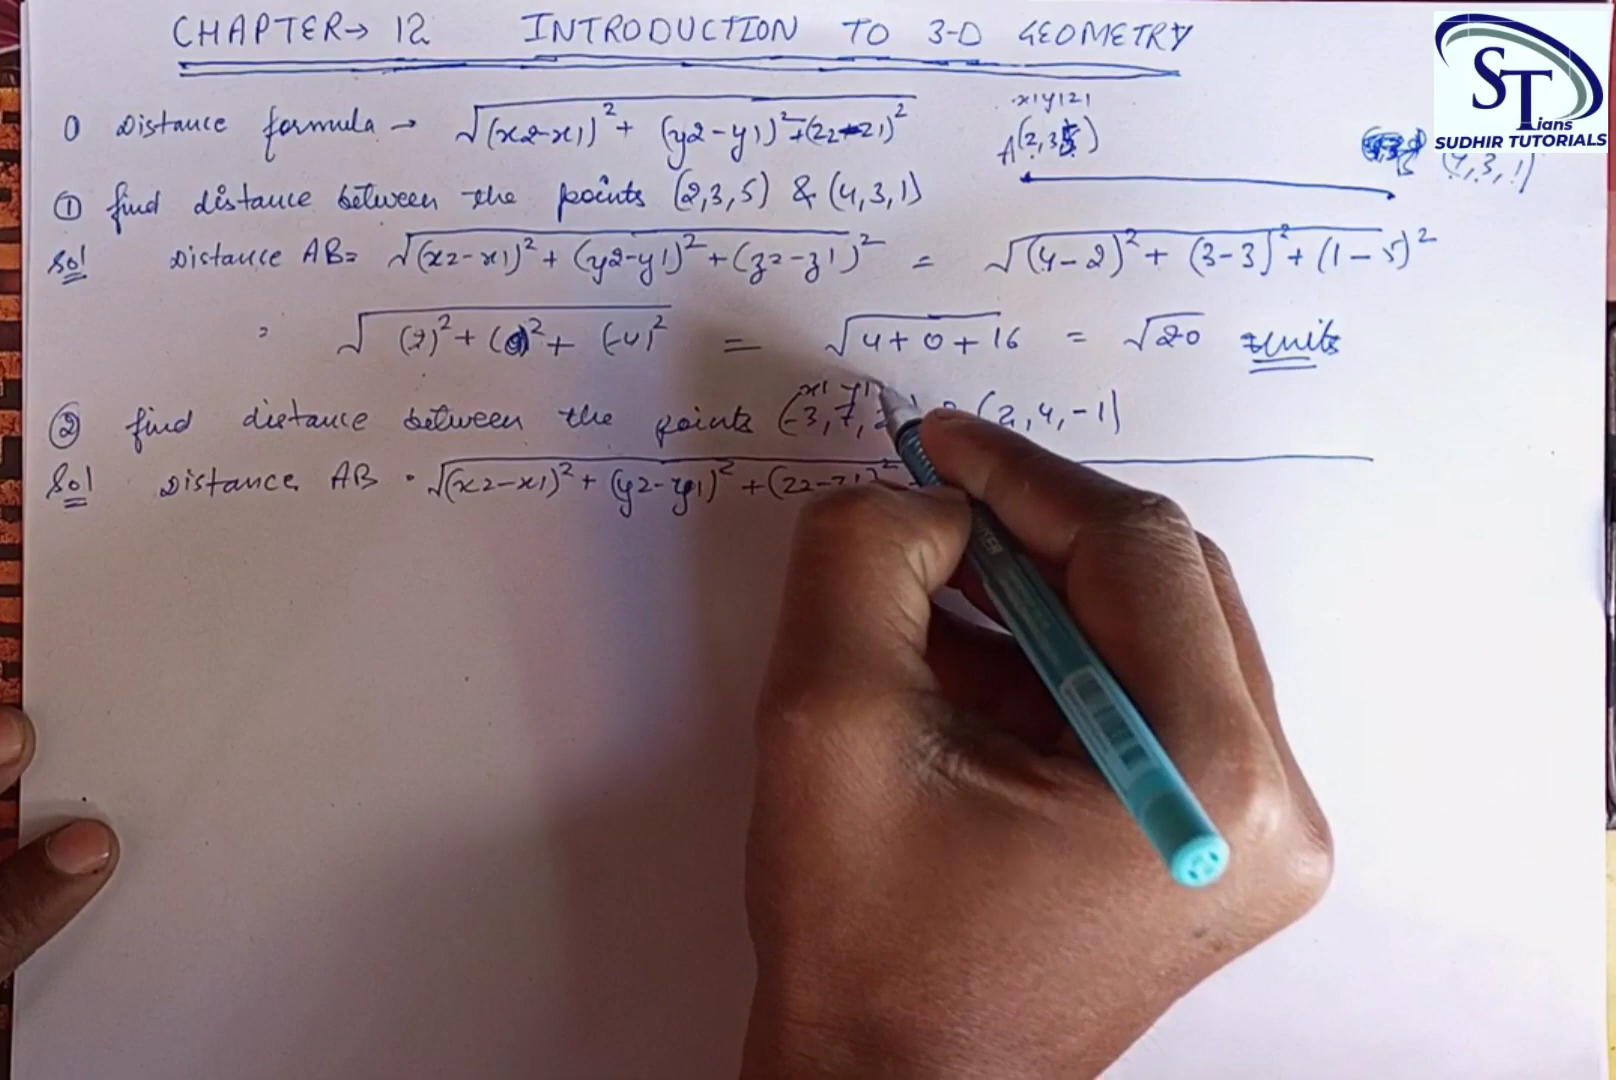 CHAPTER→ 12 INTRODUCTION TO 3-D GEOMETRY
ST
ians
SUDHIR TUTORIALS
x1 y1 z1
() Distance formula → √(x2-x1)² + (y2-y1)² + (z2-z1)² A(2,3,5)
B (4,3,1)
① find distance between the points (2,3,5) & (4,3,1)
Sol Distance AB = √(x2-x1)² + (y2-y1)² + (z2-z1)² = √(4-2)² + (3-3)² + (1-5)²
= √(2)² + (0)² + (-4)² = √4+0+16 = √20 units
x1 y1
② find distance between the points (-3,7,2) & (2,4,-1)
Sol Distance AB = √(x2-x1)² + (y2-y1)² + (z2-z1)²